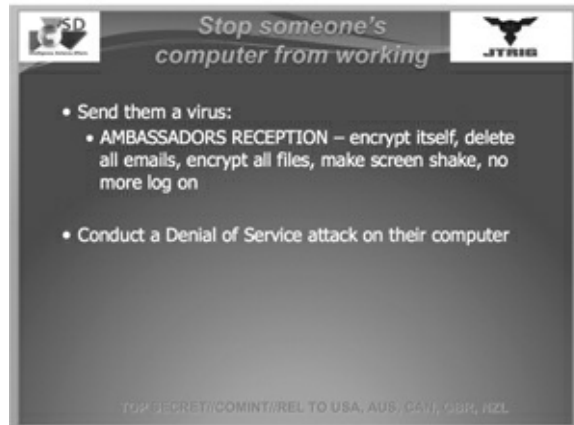 SD
Stop someone's
computer from working
JTRIG
• Send them a virus:
• AMBASSADORS RECEPTION – encrypt itself, delete
all emails, encrypt all files, make screen shake, no
more log on
• Conduct a Denial of Service attack on their computer
TOP SECRET//COMINT//REL TO USA, AUS, CAN, GBR, NZL